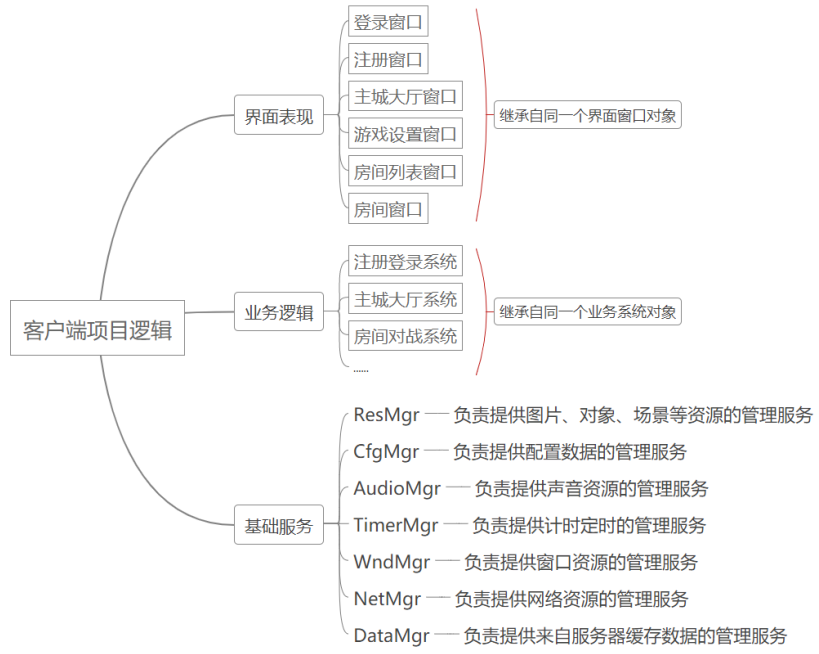 客户端项目逻辑
界面表现
登录窗口
注册窗口
主城大厅窗口
游戏设置窗口
房间列表窗口
房间窗口
继承自同一个界面窗口对象
业务逻辑
注册登录系统
主城大厅系统
房间对战系统
......
继承自同一个业务系统对象
基础服务
ResMgr 负责提供图片、对象、场景等资源的管理服务
CfgMgr 负责提供配置数据的管理服务
AudioMgr 负责提供声音资源的管理服务
TimerMgr 负责提供计时定时的管理服务
WndMgr 负责提供窗口资源的管理服务
NetMgr 负责提供网络资源的管理服务
DataMgr 负责提供来自服务器缓存数据的管理服务